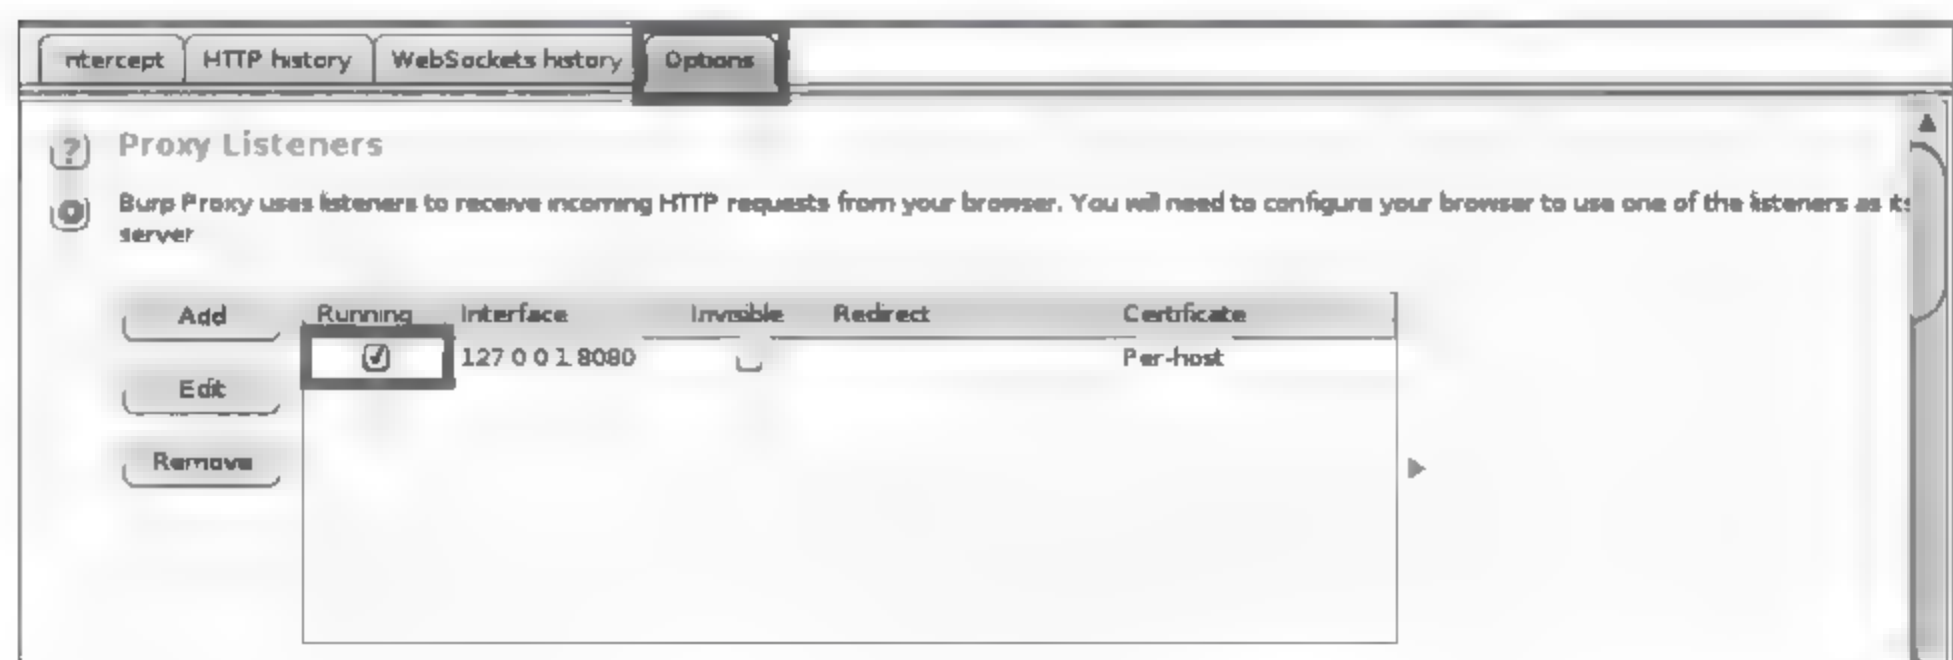 ntercept HTTP history WebSockets history Options
? Proxy Listeners
Burp Proxy uses listeners to receive incoming HTTP requests from your browser. You will need to configure your browser to use one of the listeners as its
server
Add Running Interface Invisible Redirect Certificate
127 0 0 1 8080 Per-host
Edit
Remove